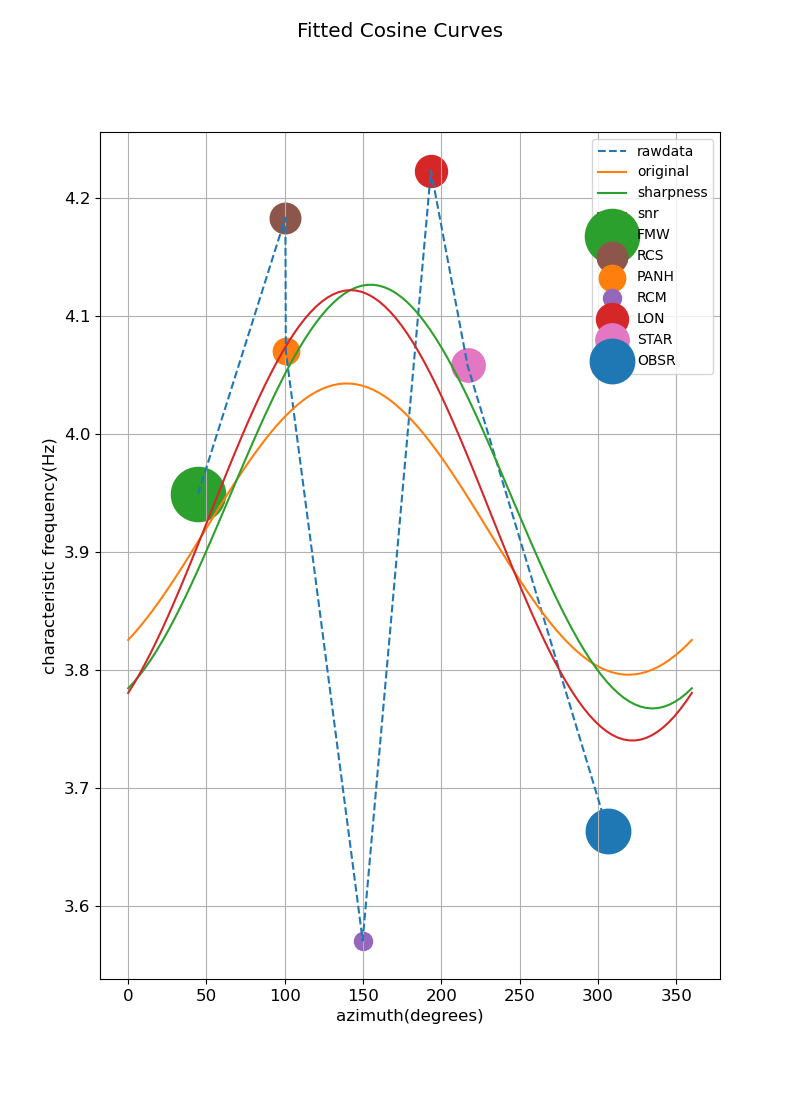 Fitted Cosine Curves
characteristic frequency(Hz)
4.2
4.1
4.0
3.9
3.8
3.7
3.6
rawdata
original
sharpness
snr
FMW
RCS
PANH
RCM
LON
STAR
OBSR
0 50 100 150 200 250 300 350
azimuth(degrees)